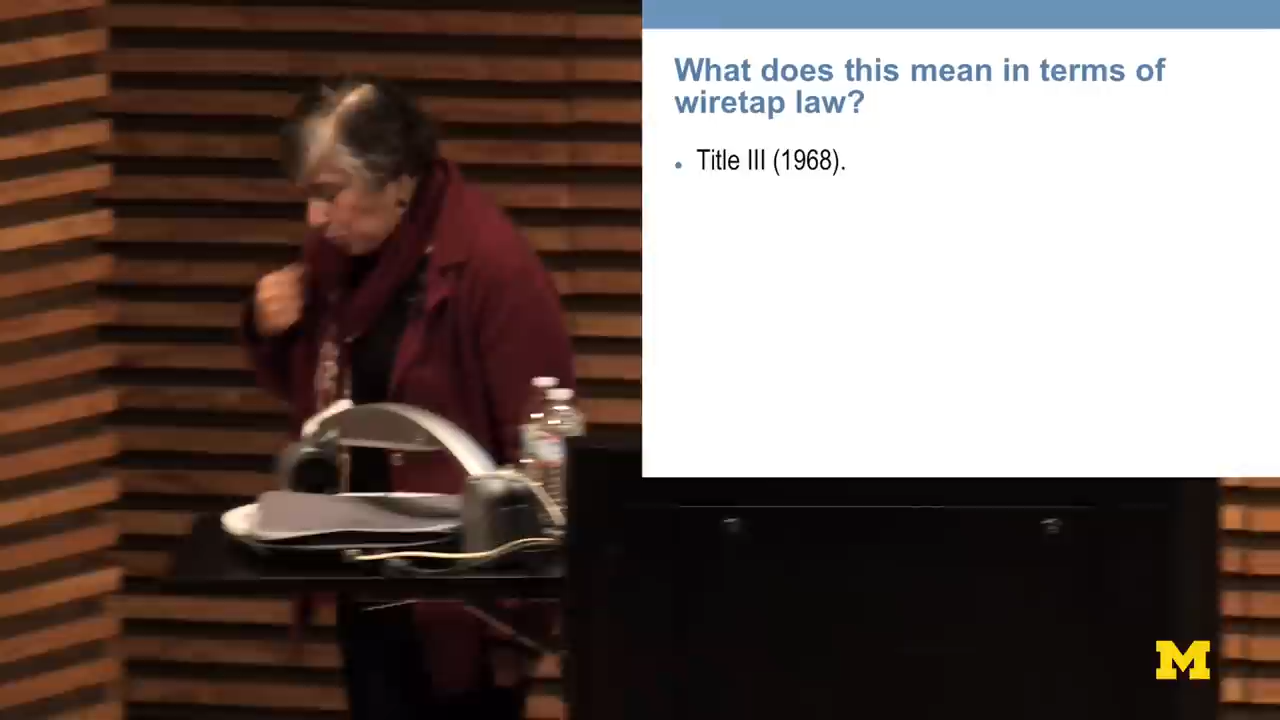 What does this mean in terms of
wiretap law?
Title III (1968).
M